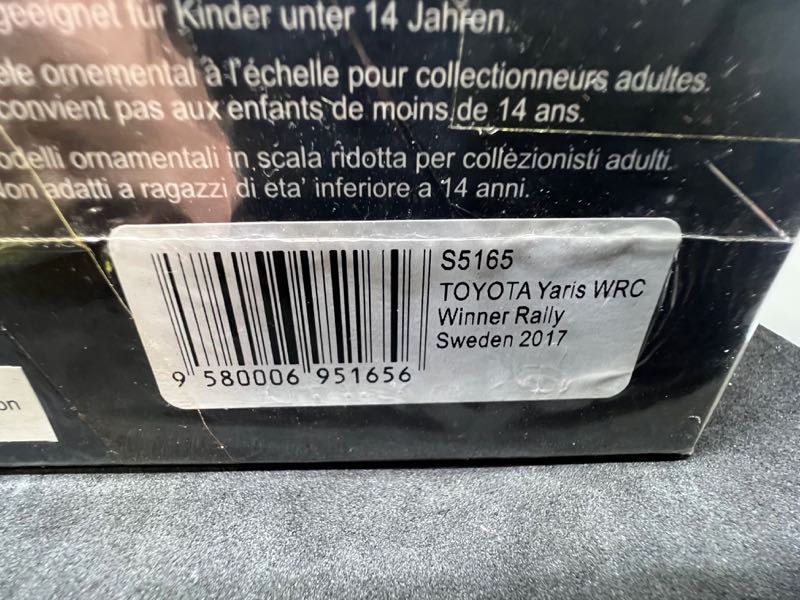 geeignet für Kinder unter 14 Jahren.
ele ornemental à l'échelle pour collectionneurs adultes.
convient pas aux enfants de moins de 14 ans.
odelli ornamentali in scala ridotta per collezionisti adulti.
Non adatti a ragazzi di eta' inferiore a 14 anni.
S5165
TOYOTA Yaris WRC
Winner Rally
Sweden 2017
9 580006 951656
on